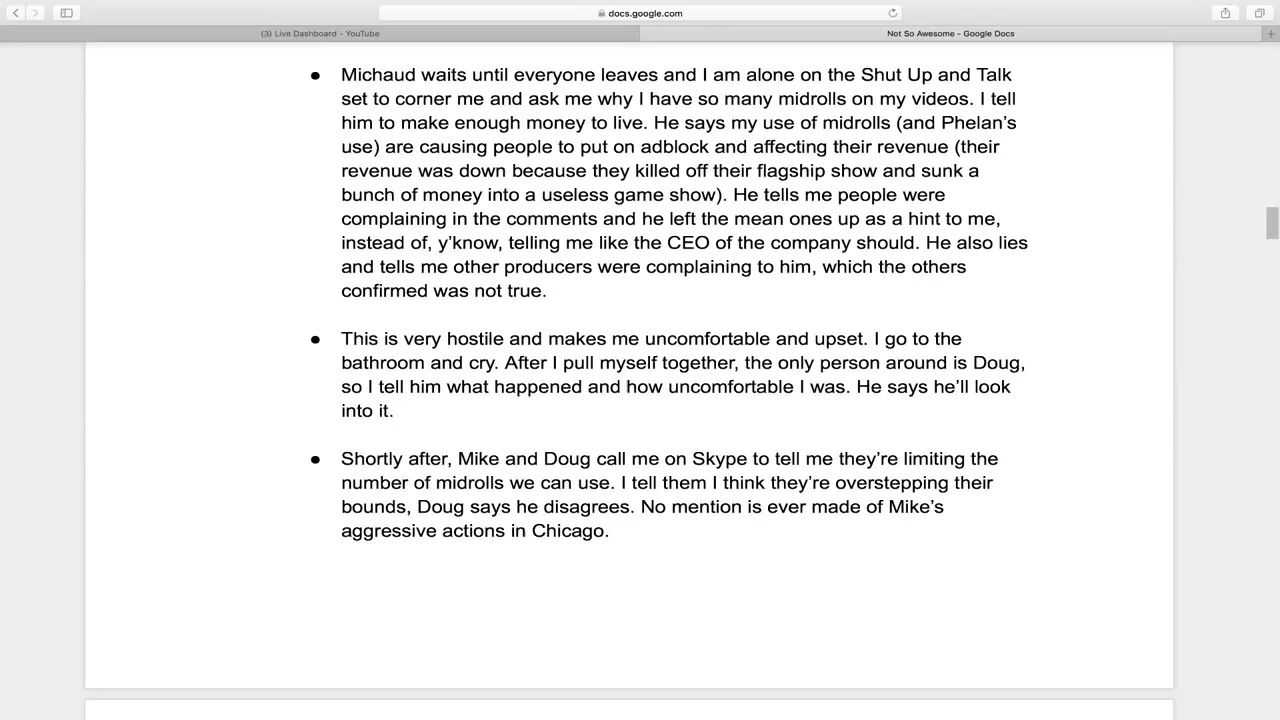 docs.google.com
(3) Live Dashboard - YouTube
Not So Awesome - Google Docs
● Michaud waits until everyone leaves and I am alone on the Shut Up and Talk
set to corner me and ask me why I have so many midrolls on my videos. I tell
him to make enough money to live. He says my use of midrolls (and Phelan's
use) are causing people to put on adblock and affecting their revenue (their
revenue was down because they killed off their flagship show and sunk a
bunch of money into a useless game show). He tells me people were
complaining in the comments and he left the mean ones up as a hint to me,
instead of, y'know, telling me like the CEO of the company should. He also lies
and tells me other producers were complaining to him, which the others
confirmed was not true.
● This is very hostile and makes me uncomfortable and upset. I go to the
bathroom and cry. After I pull myself together, the only person around is Doug,
so I tell him what happened and how uncomfortable I was. He says he'll look
into it.
● Shortly after, Mike and Doug call me on Skype to tell me they're limiting the
number of midrolls we can use. I tell them I think they're overstepping their
bounds, Doug says he disagrees. No mention is ever made of Mike's
aggressive actions in Chicago.